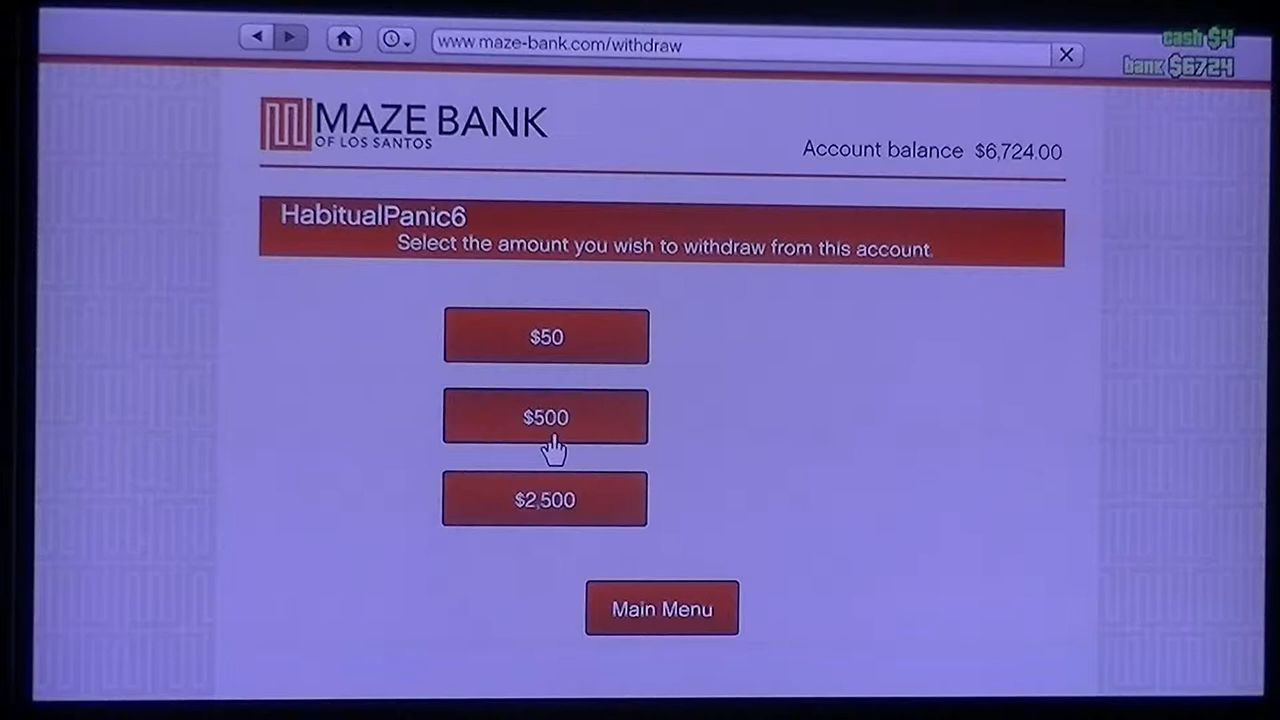 www.maze-bank.com/withdraw
cash $4
bank $6724
MAZE BANK
OF LOS SANTOS
Account balance $6,724.00
HabitualPanic6
Select the amount you wish to withdraw from this account.
$50
$500
$2,500
Main Menu